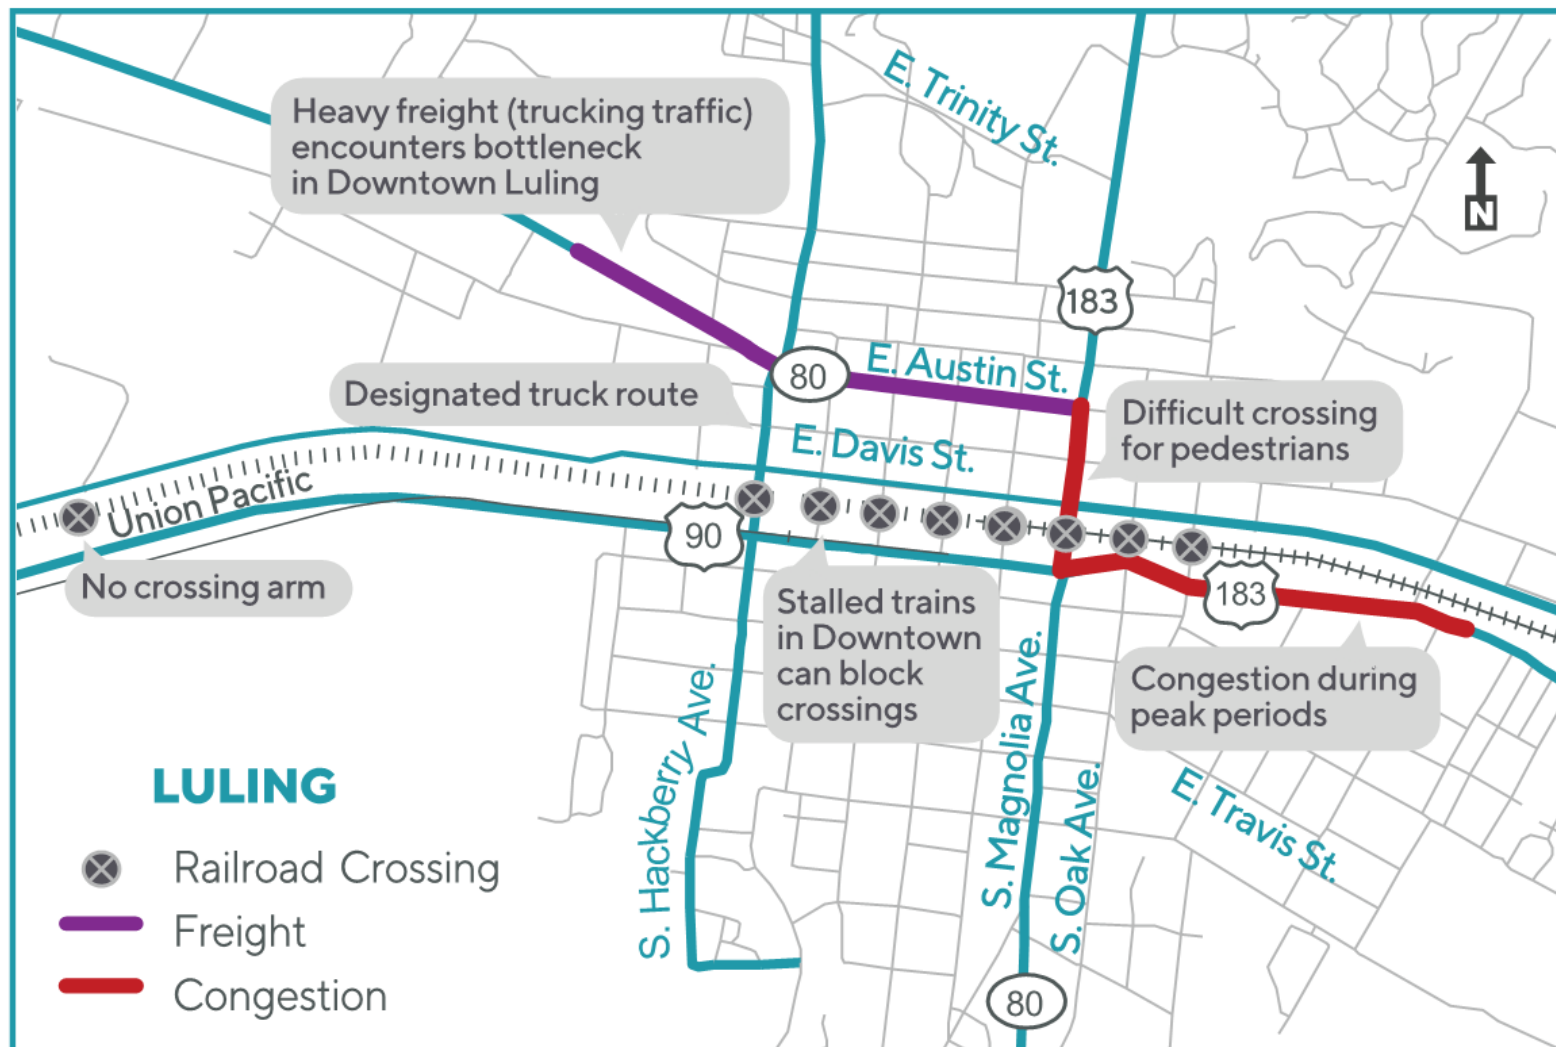 E. Trinity St.
Heavy freight (trucking traffic)
encounters bottleneck
in Downtown Luling
N
183
80
E. Austin St.
Designated truck route
Difficult crossing
for pedestrians
E. Davis St.
Union Pacific
90
No crossing arm
183
Stalled trains
in Downtown
can block
crossings
Congestion during
peak periods
S. Hackberry Ave.
S. Magnolia Ave.
S. Oak Ave.
E. Travis St.
80
LULING
Railroad Crossing
Freight
Congestion